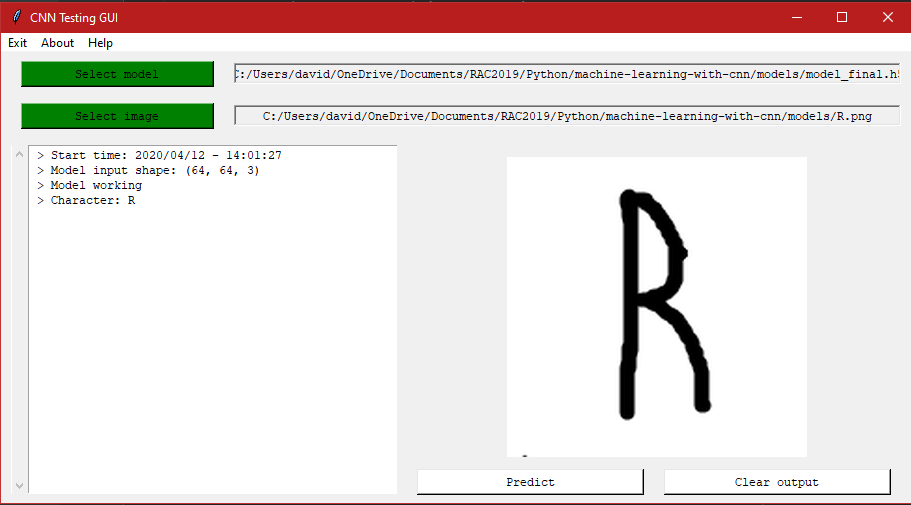 CNN Testing GUI
Exit About Help
Select model
C:/Users/david/OneDrive/Documents/RAC2019/Python/machine-learning-with-cnn/models/model_final.h5
Select image
C:/Users/david/OneDrive/Documents/RAC2019/Python/machine-learning-with-cnn/models/R.png
> Start time: 2020/04/12 - 14:01:27
> Model input shape: (64, 64, 3)
> Model working
> Character: R
R
Predict
Clear output